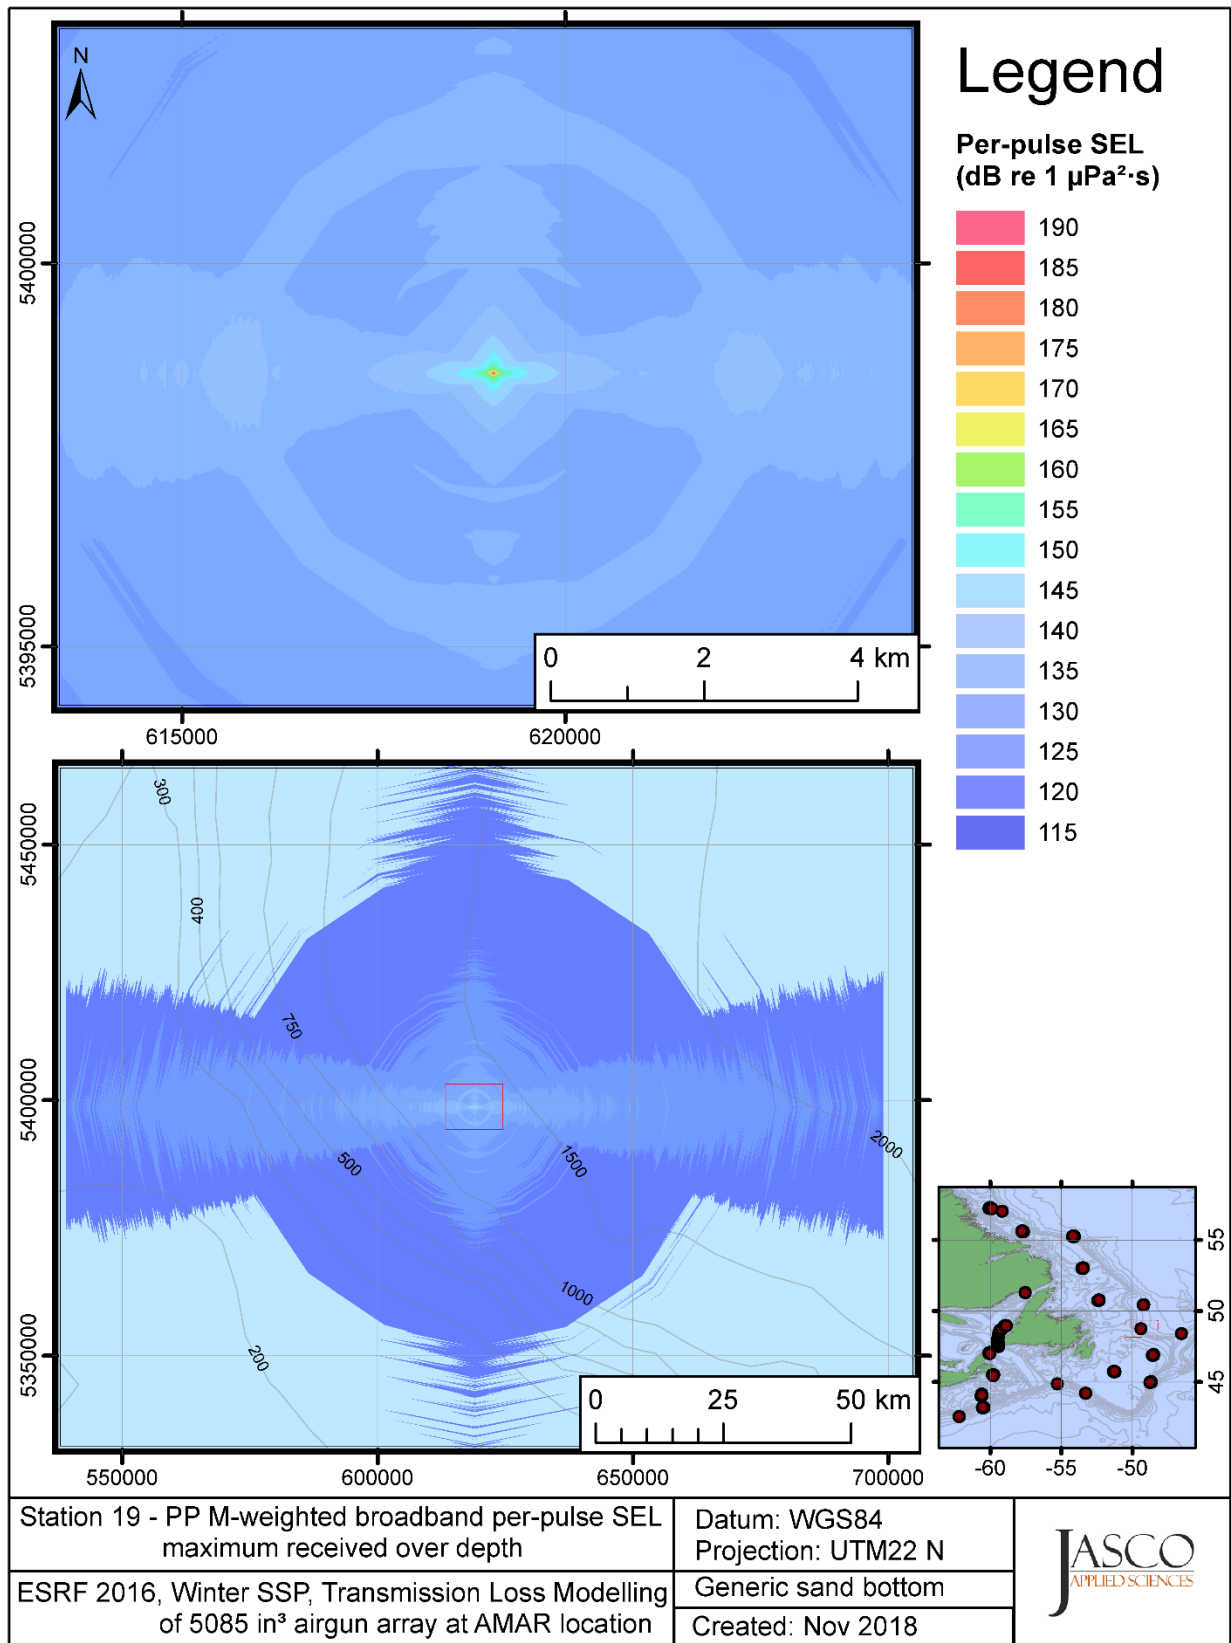 N
5400000
5395000
0 2 4 km
615000 620000
Legend
Per-pulse SEL
(dB re 1 µPa²·s)
190
185
180
175
170
165
160
155
150
145
140
135
130
125
120
115
5450000
5400000
5350000
300
400
750
500
1500
2000
1000
200
0 25 50 km
550000 600000 650000 700000
55
50
45
-60 -55 -50
Station 19 - PP M-weighted broadband per-pulse SEL
maximum received over depth
ESRF 2016, Winter SSP, Transmission Loss Modelling
of 5085 in³ airgun array at AMAR location
Datum: WGS84
Projection: UTM22 N
Generic sand bottom
Created: Nov 2018
JASCO
APPLIED SCIENCES